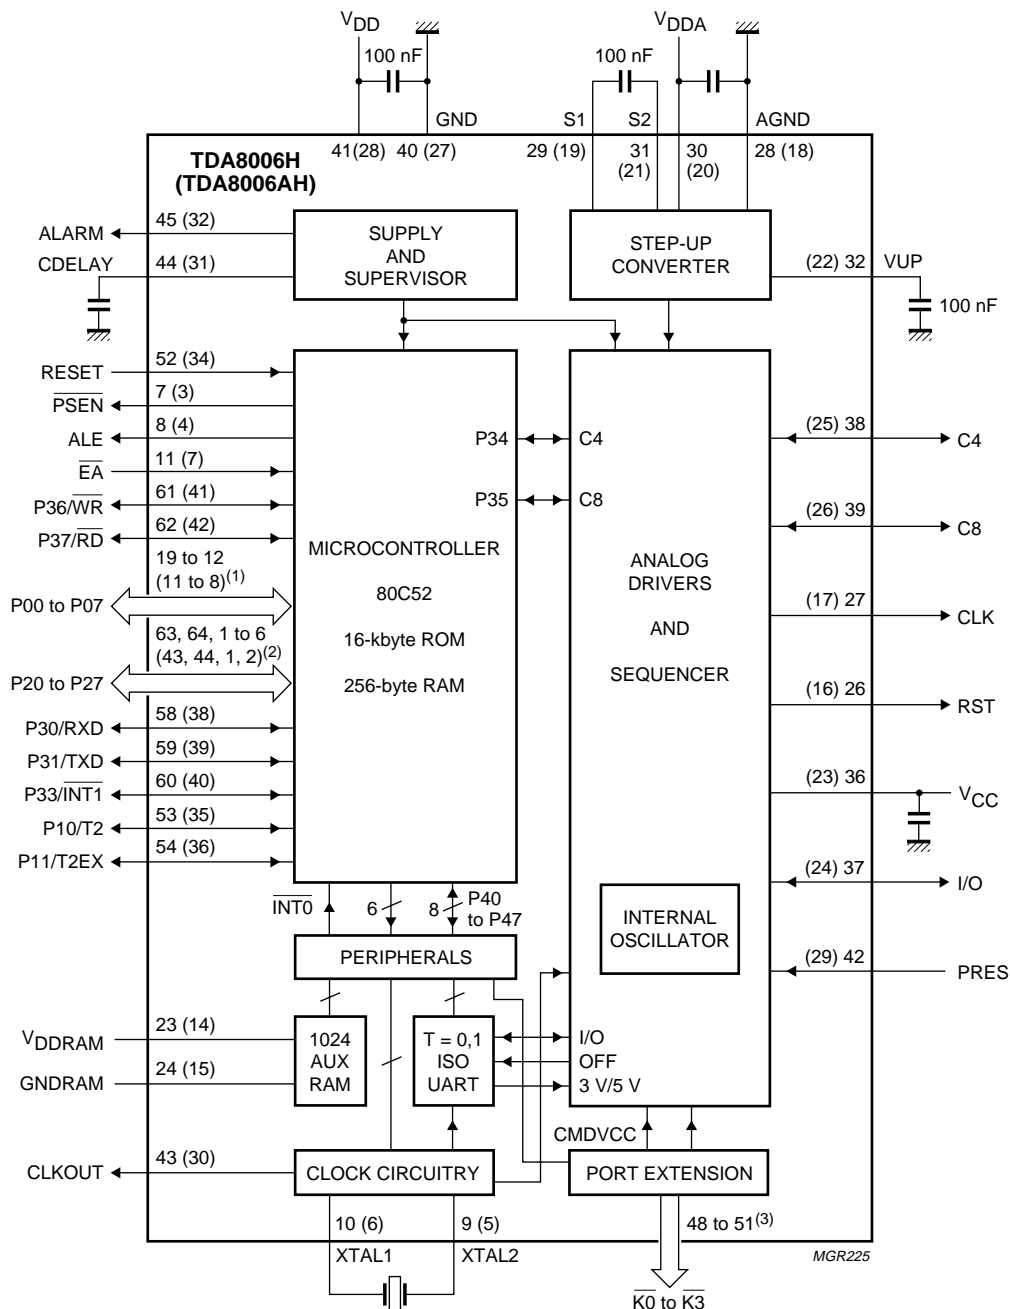 VDD
VDDA
100 nF
100 nF
GND
S1
S2
AGND
41(28)
40 (27)
29 (19)
31
(21)
30
(20)
28 (18)
TDA8006H
(TDA8006AH)
ALARM
45 (32)
CDELAY
44 (31)
SUPPLY
AND
SUPERVISOR
STEP-UP
CONVERTER
(22) 32
VUP
100 nF
RESET
52 (34)
PSEN
7 (3)
ALE
8 (4)
EA
11 (7)
P36/WR
61 (41)
P37/RD
62 (42)
19 to 12
(11 to 8)(1)
P00 to P07
63, 64, 1 to 6
(43, 44, 1, 2)(2)
P20 to P27
P30/RXD
58 (38)
P31/TXD
59 (39)
P33/INT1
60 (40)
P10/T2
53 (35)
P11/T2EX
54 (36)
P34
P35
MICROCONTROLLER
80C52
16-kbyte ROM
256-byte RAM
C4
C8
ANALOG
DRIVERS
AND
SEQUENCER
INTERNAL
OSCILLATOR
(25) 38
C4
(26) 39
C8
(17) 27
CLK
(16) 26
RST
(23) 36
VCC
(24) 37
I/O
(29) 42
PRES
INT0
6
8
P40
to P47
PERIPHERALS
VDDRAM
23 (14)
GNDRAM
24 (15)
1024
AUX
RAM
T = 0,1
ISO
UART
I/O
OFF
3 V/5 V
CMDVCC
CLKOUT
43 (30)
CLOCK CIRCUITRY
PORT EXTENSION
10 (6)
9 (5)
48 to 51(3)
XTAL1
XTAL2
MGR225
K0 to K3